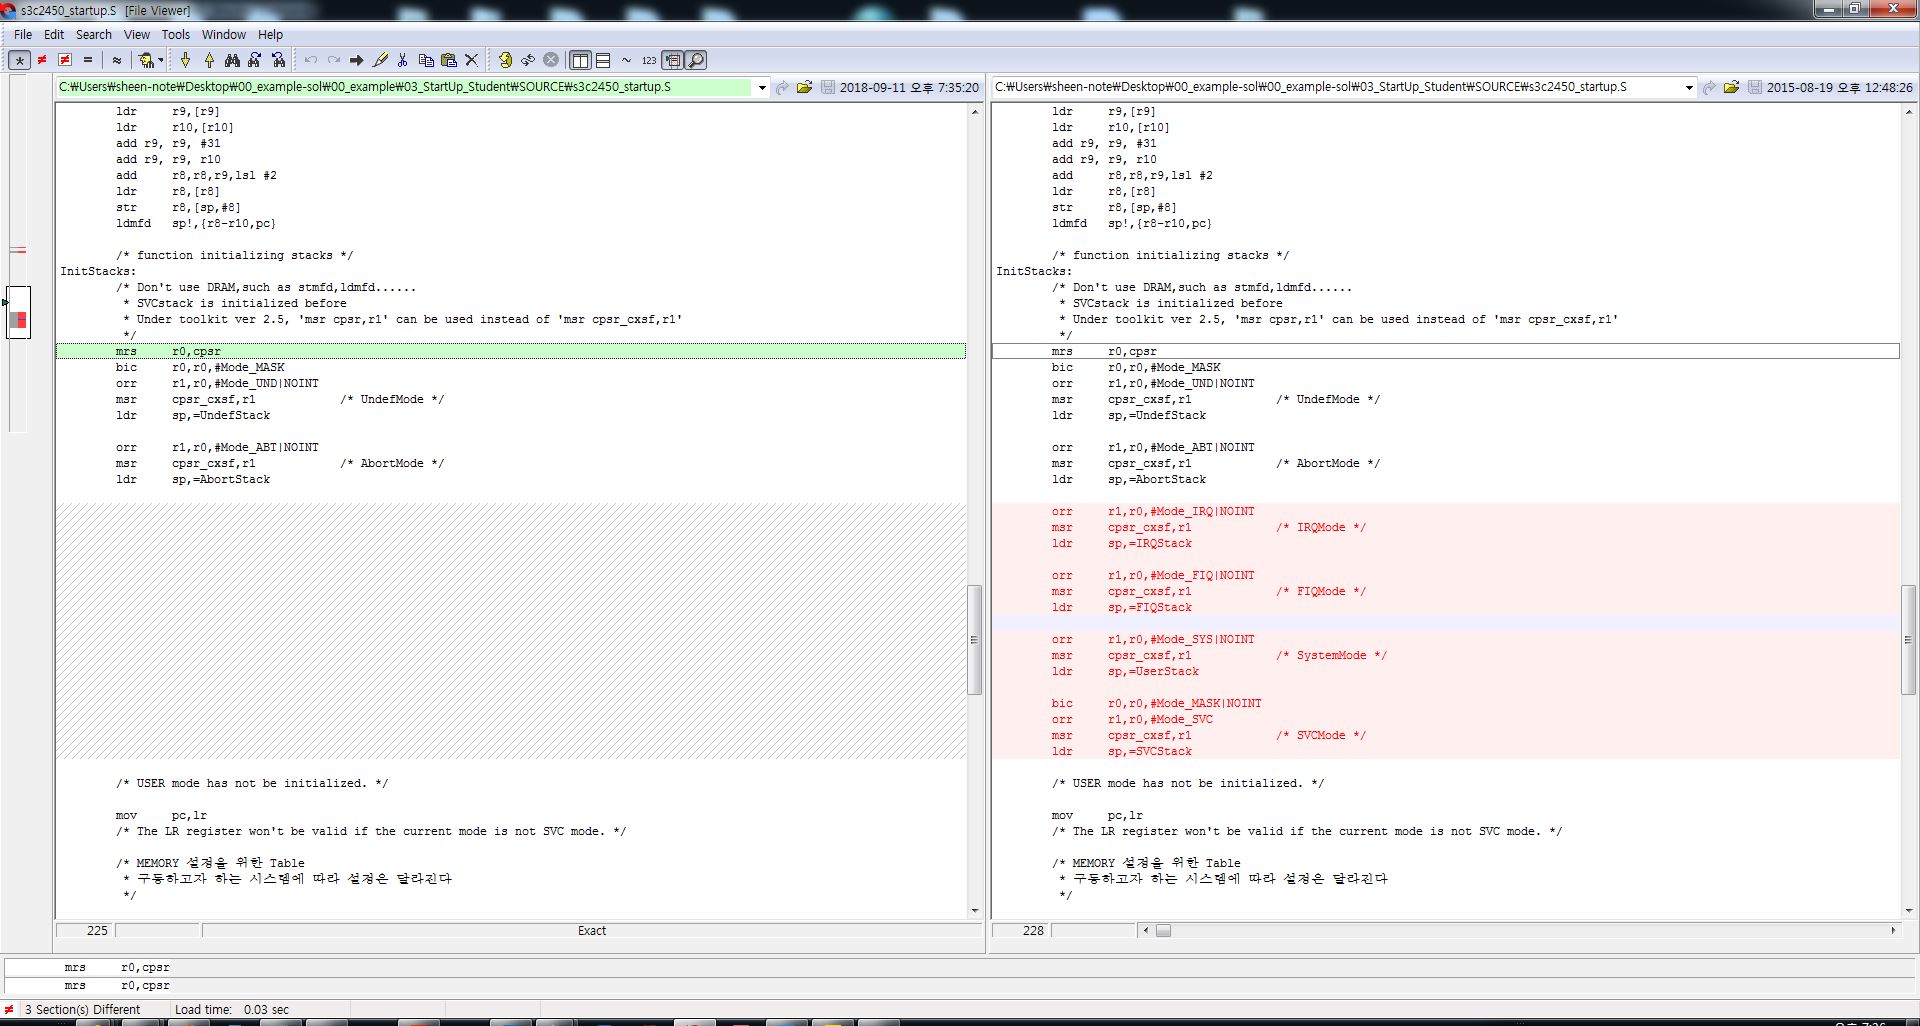 s3c2450_startup.S [File Viewer]
File Edit Search View Tools Window Help
123
C:₩Users₩sheen-note₩Desktop₩00_example-sol₩00_example₩03_StartUp_Student₩SOURCE₩s3c2450_startup.S
2018-09-11 오후 7:35:20
ldr r9,[r9]
ldr r10,[r10]
add r9, r9, #31
add r9, r9, r10
add r8,r8,r9,lsl #2
ldr r8,[r8]
str r8,[sp,#8]
ldmfd sp!,{r8-r10,pc}
/* function initializing stacks */
InitStacks:
/* Don't use DRAM,such as stmfd,ldmfd......
* SVCstack is initialized before
* Under toolkit ver 2.5, 'msr cpsr,r1' can be used instead of 'msr cpsr_cxsf,r1'
*/
mrs r0,cpsr
bic r0,r0,#Mode_MASK
orr r1,r0,#Mode_UND|NOINT
msr cpsr_cxsf,r1 /* UndefMode */
ldr sp,=UndefStack
orr r1,r0,#Mode_ABT|NOINT
msr cpsr_cxsf,r1 /* AbortMode */
ldr sp,=AbortStack
/* USER mode has not be initialized. */
mov pc,lr
/* The LR register won't be valid if the current mode is not SVC mode. */
/* MEMORY 설정을 위한 Table
* 구동하고자 하는 시스템에 따라 설정은 달라진다
*/
225
Exact
C:₩Users₩sheen-note₩Desktop₩00_example-sol₩00_example-sol₩03_StartUp_Student₩SOURCE₩s3c2450_startup.S
2015-08-19 오후 12:48:26
ldr r9,[r9]
ldr r10,[r10]
add r9, r9, #31
add r9, r9, r10
add r8,r8,r9,lsl #2
ldr r8,[r8]
str r8,[sp,#8]
ldmfd sp!,{r8-r10,pc}
/* function initializing stacks */
InitStacks:
/* Don't use DRAM,such as stmfd,ldmfd......
* SVCstack is initialized before
* Under toolkit ver 2.5, 'msr cpsr,r1' can be used instead of 'msr cpsr_cxsf,r1'
*/
mrs r0,cpsr
bic r0,r0,#Mode_MASK
orr r1,r0,#Mode_UND|NOINT
msr cpsr_cxsf,r1 /* UndefMode */
ldr sp,=UndefStack
orr r1,r0,#Mode_ABT|NOINT
msr cpsr_cxsf,r1 /* AbortMode */
ldr sp,=AbortStack
orr r1,r0,#Mode_IRQ|NOINT
msr cpsr_cxsf,r1 /* IRQMode */
ldr sp,=IRQStack
orr r1,r0,#Mode_FIQ|NOINT
msr cpsr_cxsf,r1 /* FIQMode */
ldr sp,=FIQStack
orr r1,r0,#Mode_SYS|NOINT
msr cpsr_cxsf,r1 /* SystemMode */
ldr sp,=UserStack
bic r0,r0,#Mode_MASK|NOINT
orr r1,r0,#Mode_SVC
msr cpsr_cxsf,r1 /* SVCMode */
ldr sp,=SVCStack
/* USER mode has not be initialized. */
mov pc,lr
/* The LR register won't be valid if the current mode is not SVC mode. */
/* MEMORY 설정을 위한 Table
* 구동하고자 하는 시스템에 따라 설정은 달라진다
*/
228
mrs r0,cpsr
mrs r0,cpsr
3 Section(s) Different Load time: 0.03 sec